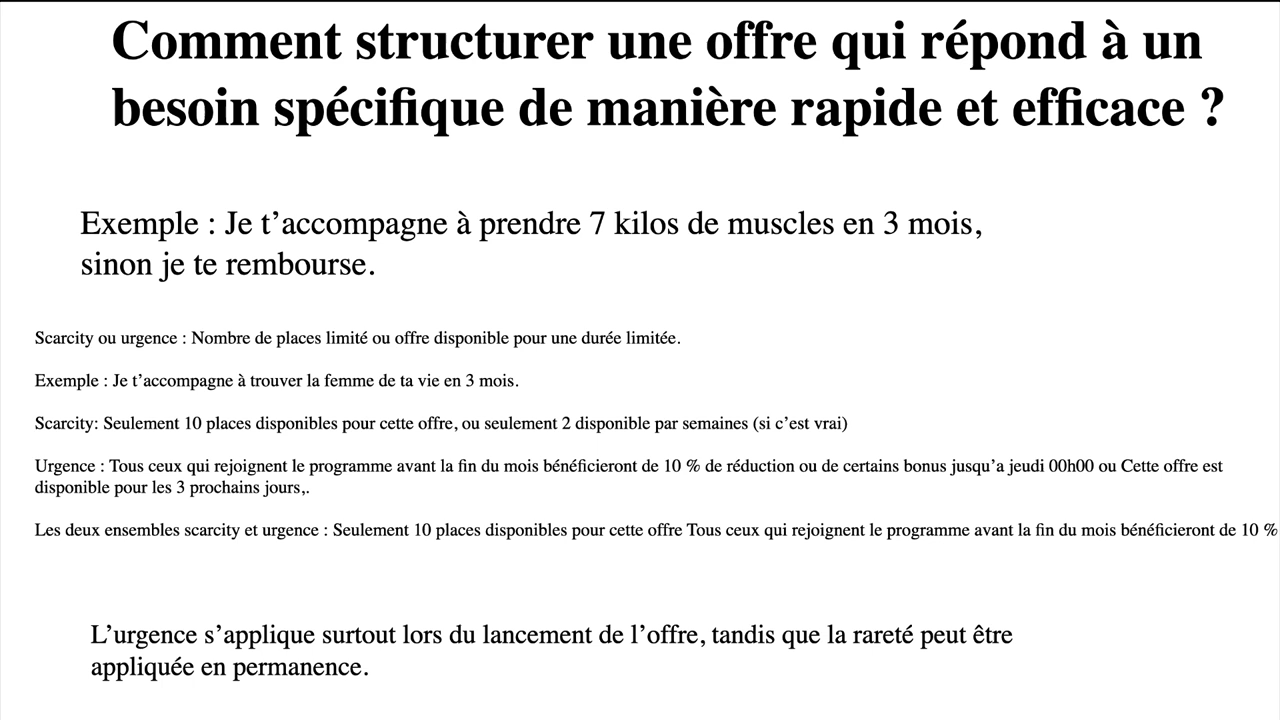 Comment structurer une offre qui répond à un
besoin spécifique de manière rapide et efficace ?
Exemple : Je t’accompagne à prendre 7 kilos de muscles en 3 mois,
sinon je te rembourse.
Scarcity ou urgence : Nombre de places limité ou offre disponible pour une durée limitée.
Exemple : Je t’accompagne à trouver la femme de ta vie en 3 mois.
Scarcity: Seulement 10 places disponibles pour cette offre, ou seulement 2 disponible par semaines (si c’est vrai)
Urgence : Tous ceux qui rejoignent le programme avant la fin du mois bénéficieront de 10 % de réduction ou de certains bonus jusqu’a jeudi 00h00 ou Cette offre est
disponible pour les 3 prochains jours,.
Les deux ensembles scarcity et urgence : Seulement 10 places disponibles pour cette offre Tous ceux qui rejoignent le programme avant la fin du mois bénéficieront de 10 %
L’urgence s’applique surtout lors du lancement de l’offre, tandis que la rareté peut être
appliquée en permanence.